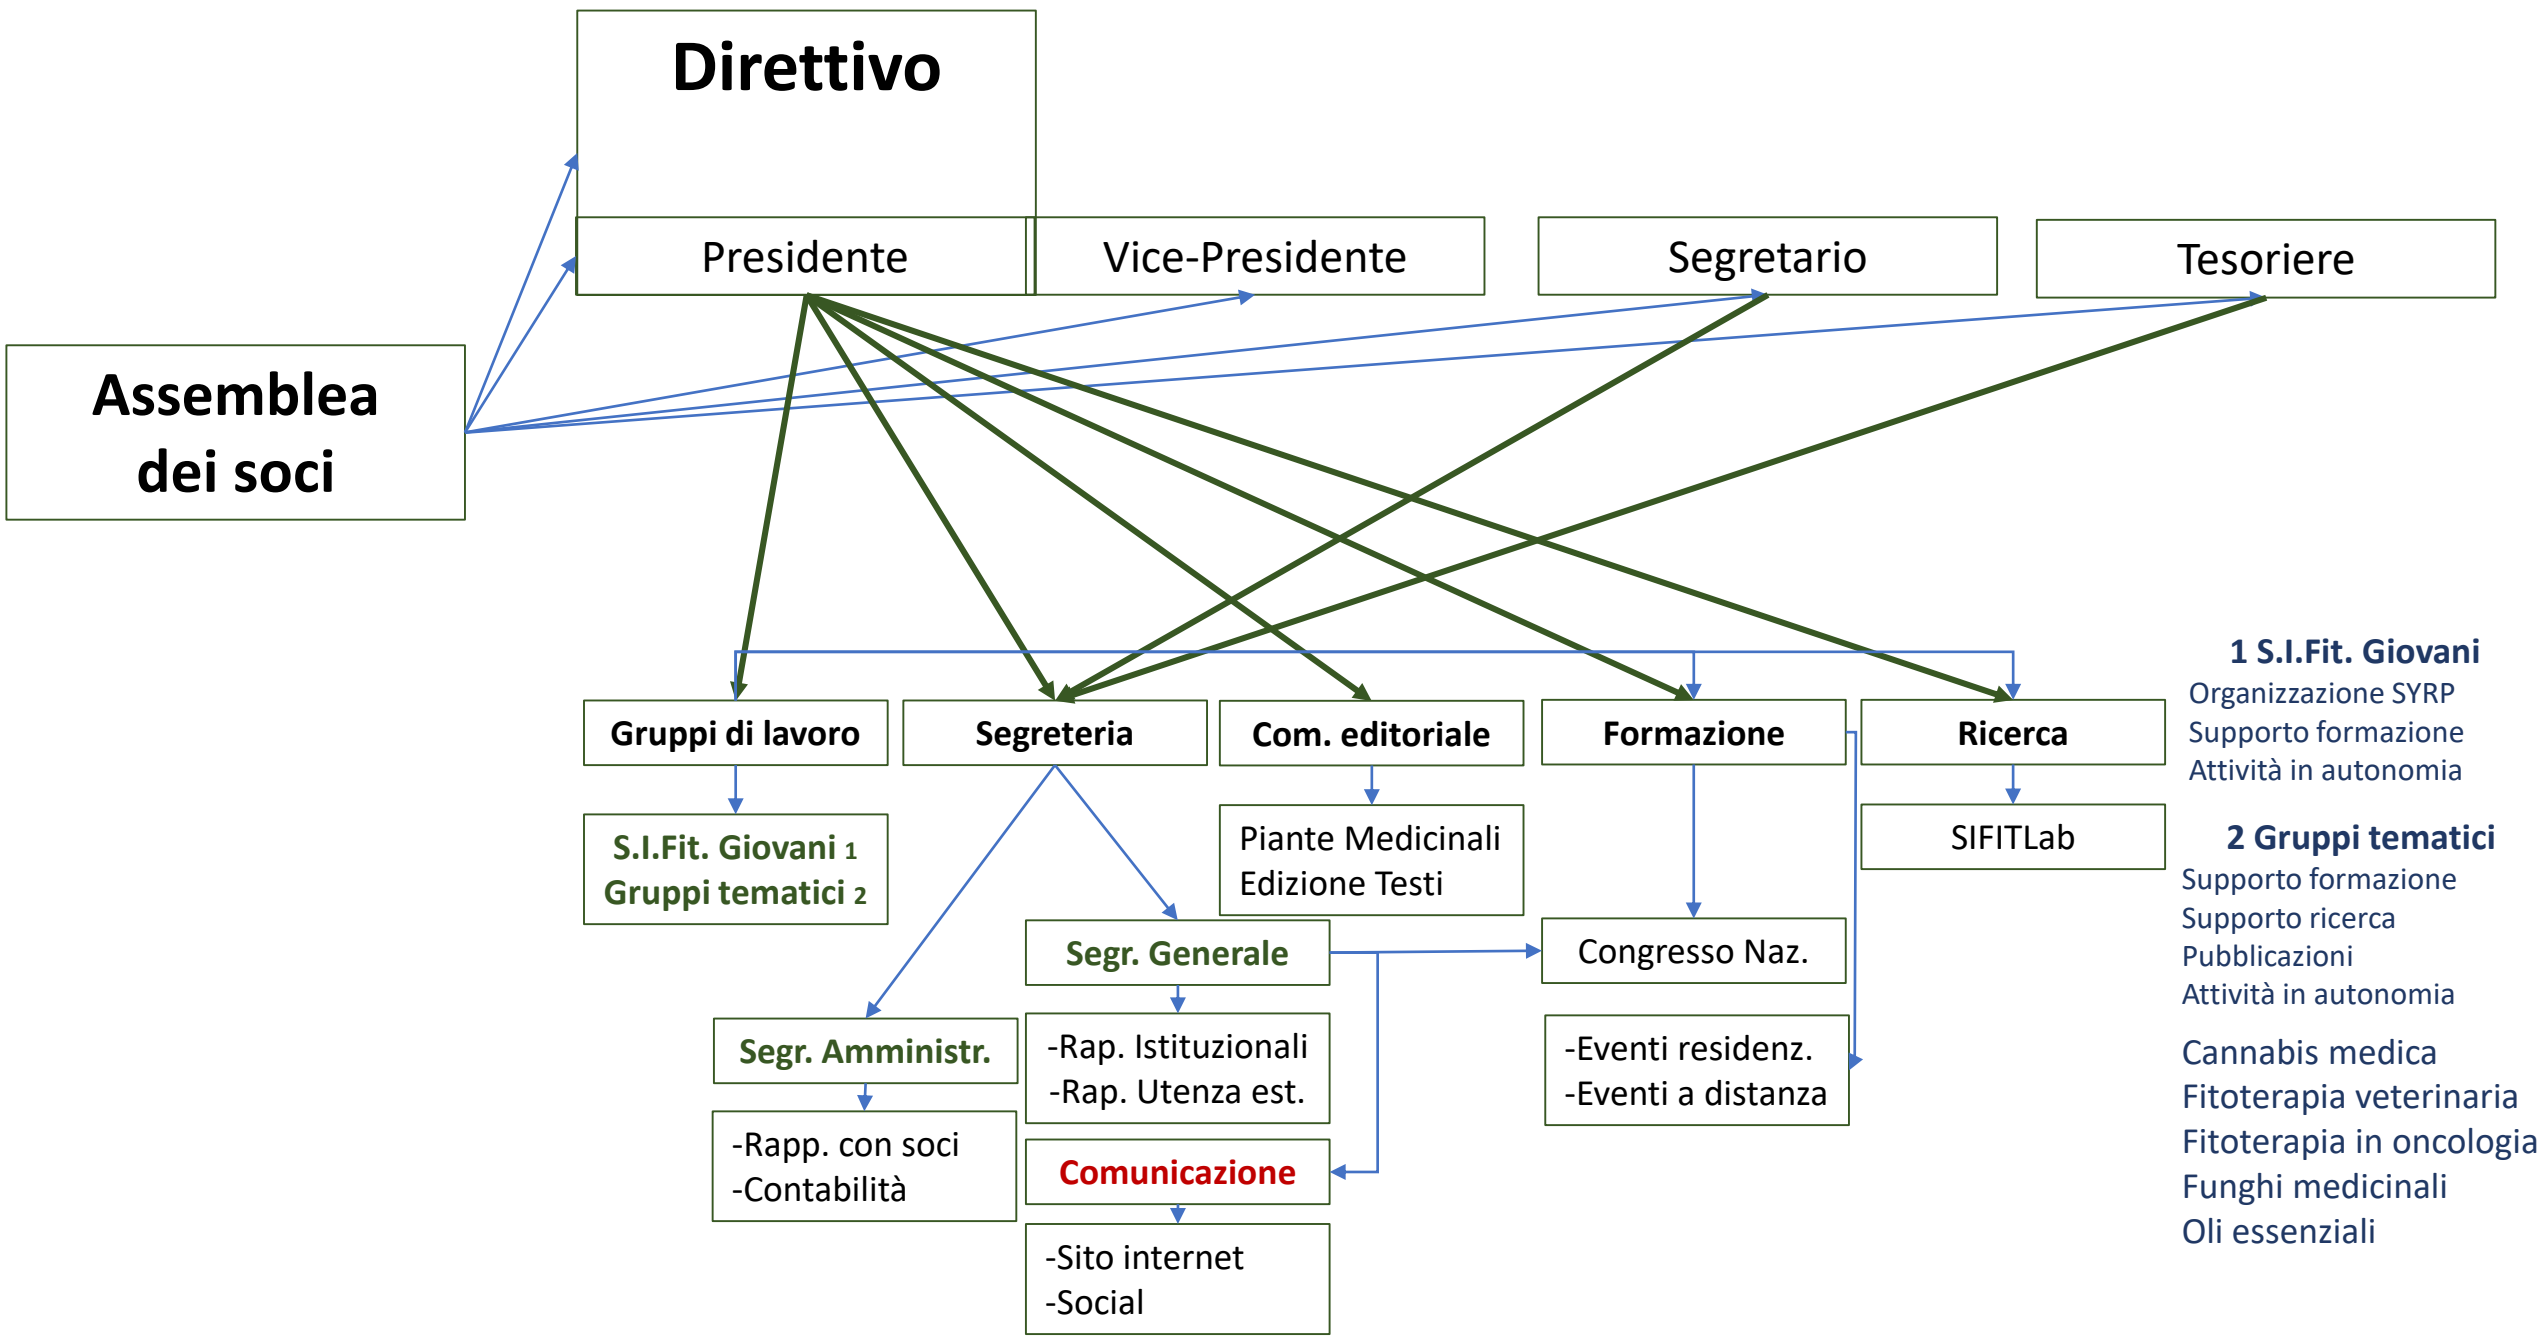 Direttivo
Presidente
Vice-Presidente
Segretario
Tesoriere
Assemblea
dei soci
Gruppi di lavoro
Segreteria
Com. editoriale
Formazione
Ricerca
S.I.Fit. Giovani 1
Gruppi tematici 2
Piante Medicinali
Edizione Testi
SIFITLab
Segr. Generale
Congresso Naz.
Segr. Amministr.
-Rap. Istituzionali
-Rap. Utenza est.
-Eventi residenz.
-Eventi a distanza
-Rapp. con soci
-Contabilità
Comunicazione
-Sito internet
-Social
1 S.I.Fit. Giovani
Organizzazione SYRP
Supporto formazione
Attività in autonomia
2 Gruppi tematici
Supporto formazione
Supporto ricerca
Pubblicazioni
Attività in autonomia
Cannabis medica
Fitoterapia veterinaria
Fitoterapia in oncologia
Funghi medicinali
Oli essenziali